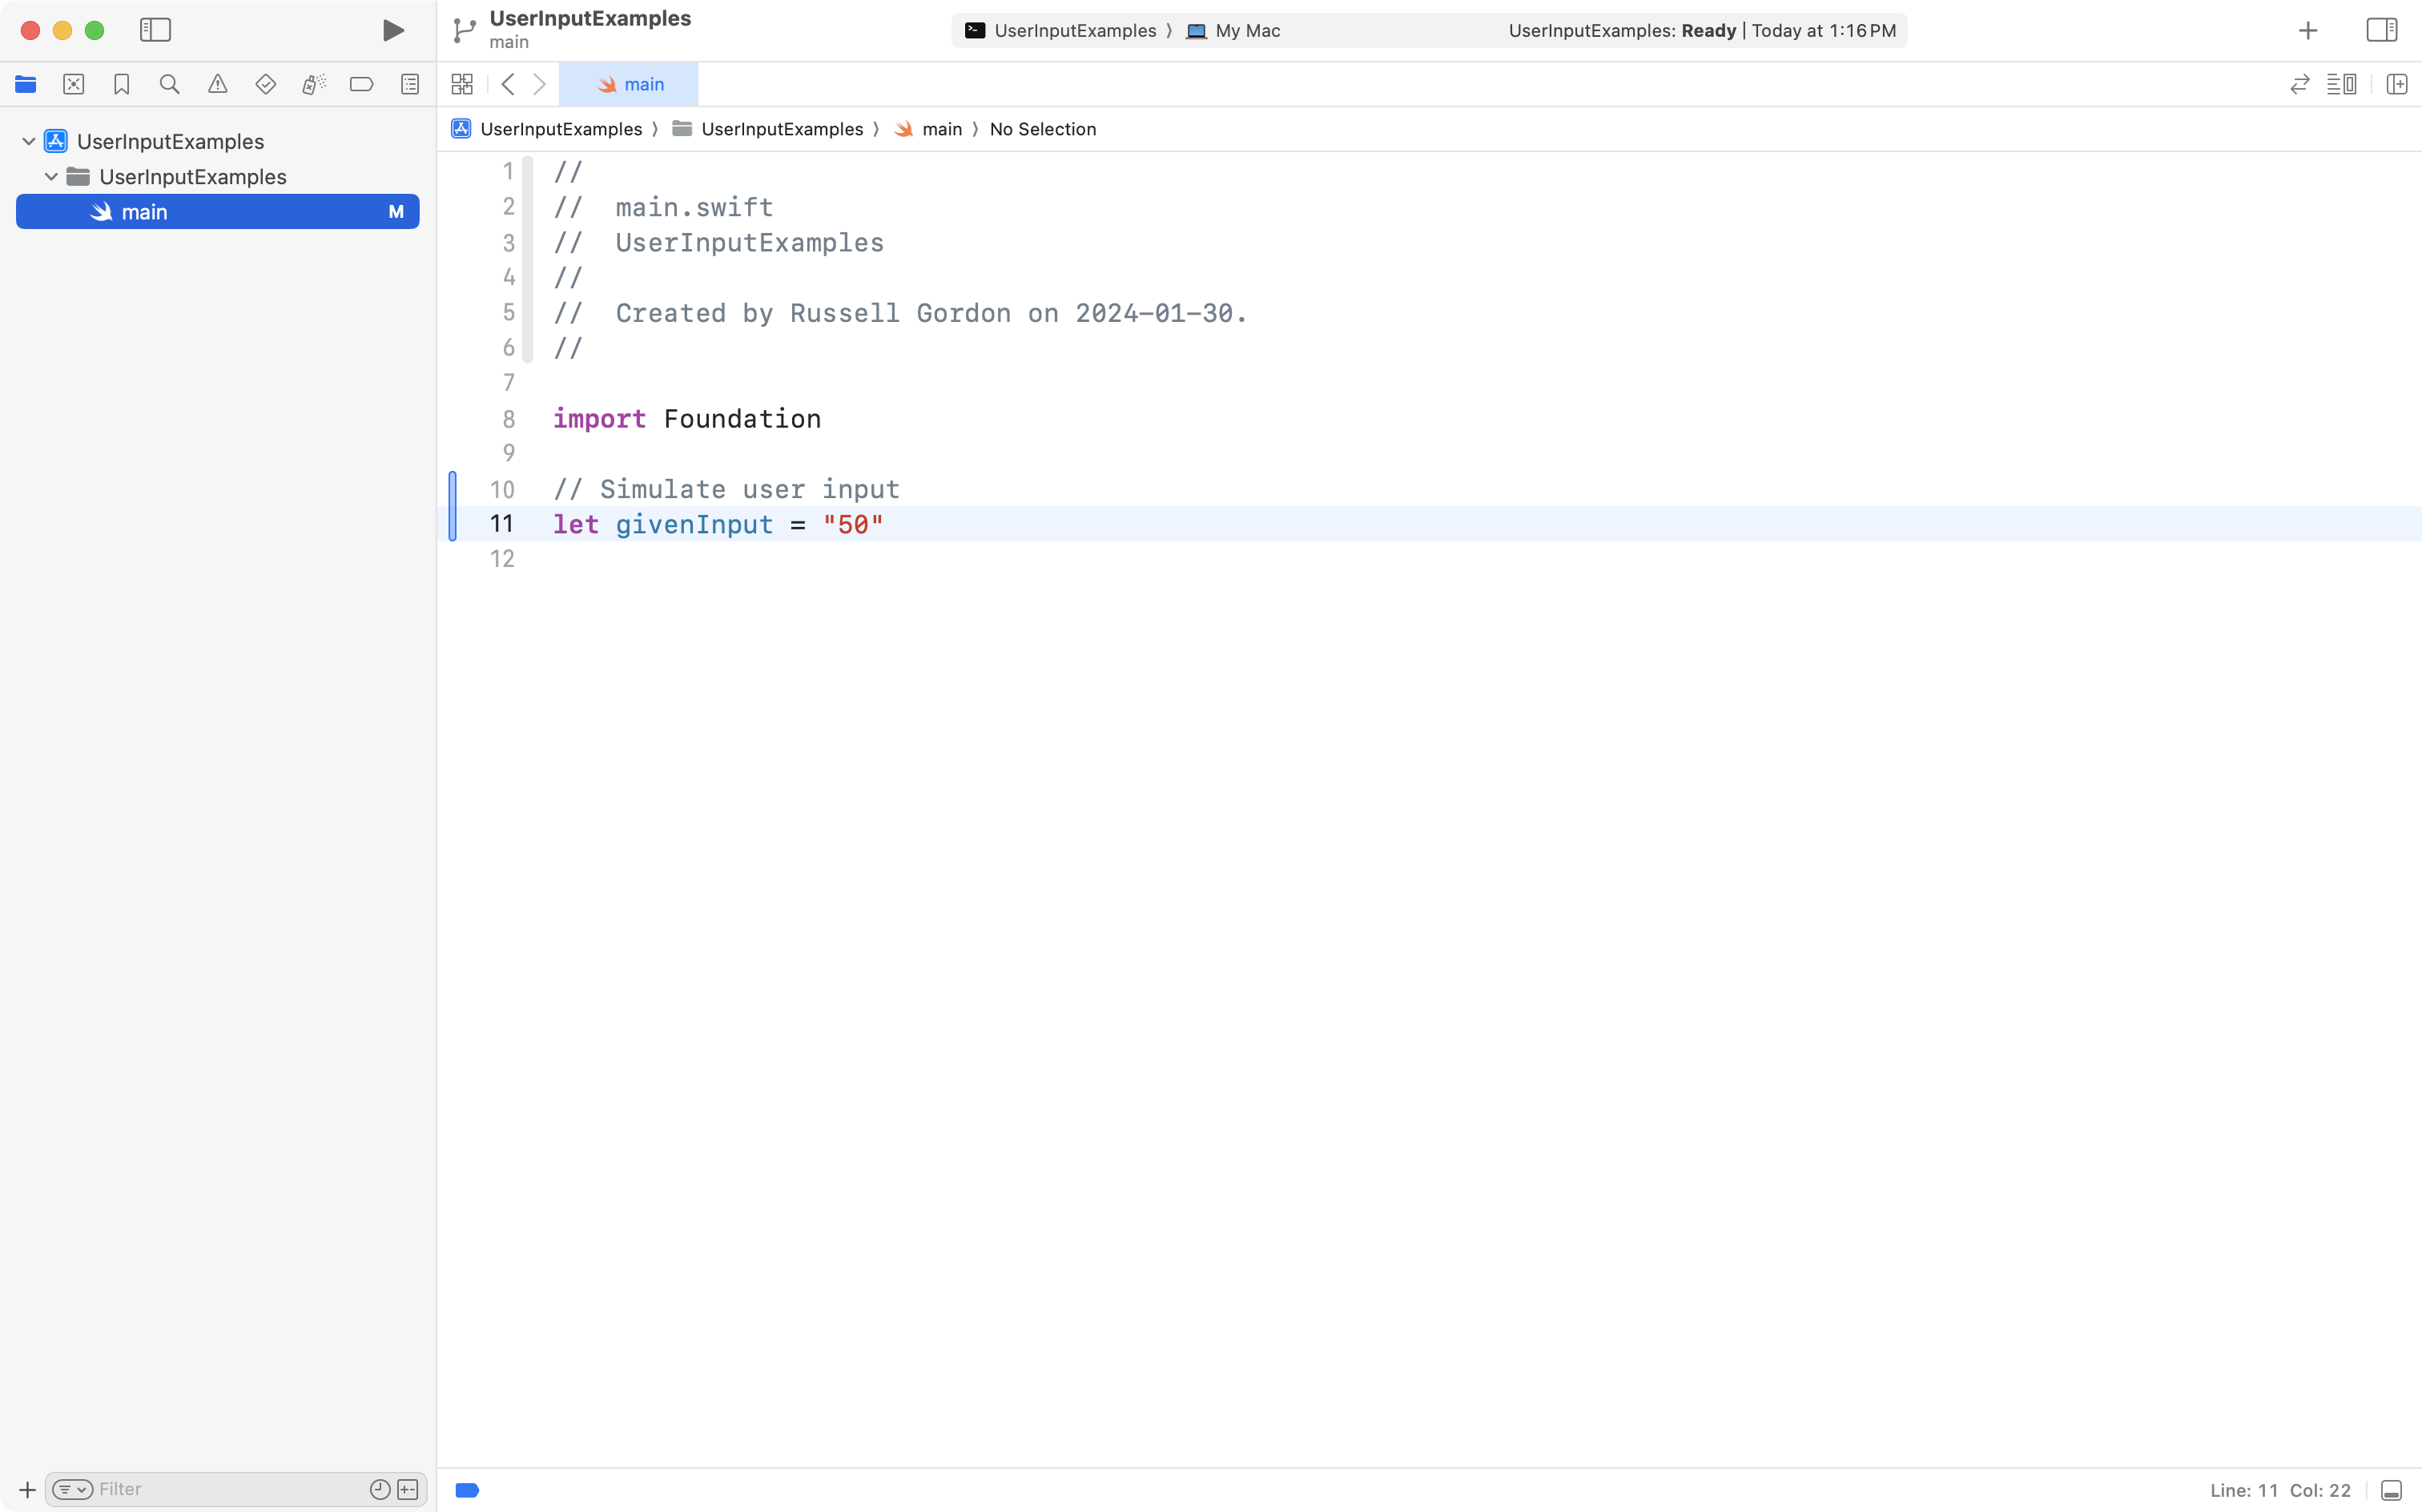 UserInputExamples
main
UserInputExamples ⟩ My Mac
UserInputExamples: Ready | Today at 1:16 PM
main
UserInputExamples
UserInputExamples
main M
UserInputExamples ⟩ UserInputExamples ⟩ main ⟩ No Selection
1 //
2 //  main.swift
3 //  UserInputExamples
4 //
5 //  Created by Russell Gordon on 2024-01-30.
6 //
7
8 import Foundation
9
10 // Simulate user input
11 let givenInput = "50"
12
Filter
Line: 11 Col: 22